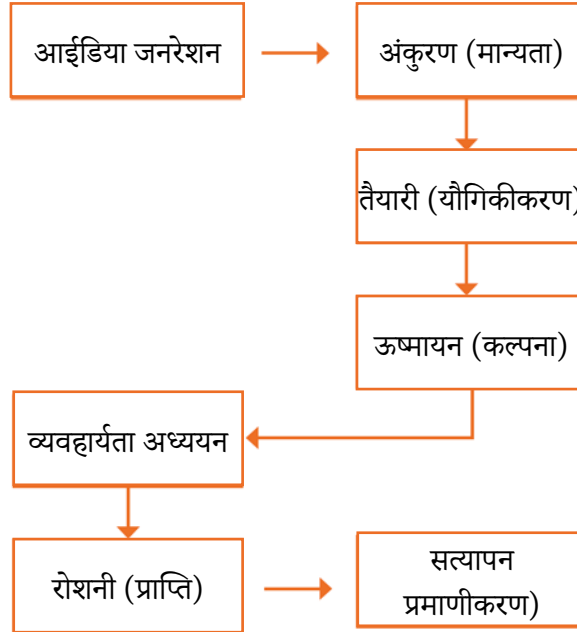 आईडिया जनरेशन
अंकुरण (मान्यता)
तैयारी (यौगिकीकरण)
ऊष्मायन (कल्पना)
व्यवहार्यता अध्ययन
रोशनी (प्राप्ति)
सत्यापन
प्रमाणीकरण)